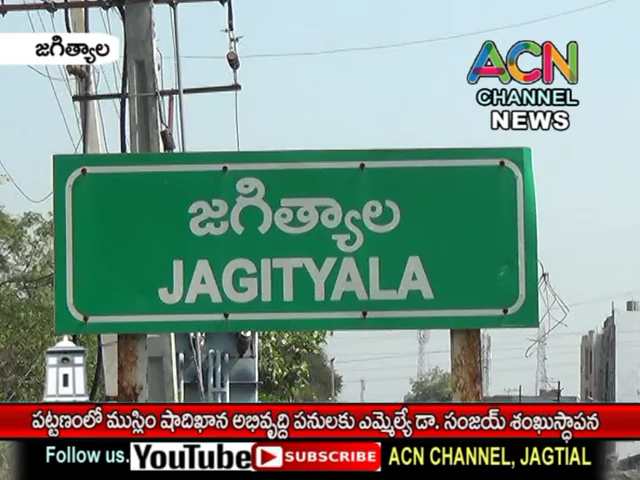 జగిత్యాల
ACN
CHANNEL
NEWS
జగిత్యాల
JAGITYALA
పట్టణంలో ముస్లిం షాదిఖాన అభివృద్ది పనులకు ఎమ్మెల్యే డా. సంజయ్ శంఖుస్థాపన
Follow us. YouTube SUBSCRIBE ACN CHANNEL, JAGTIAL